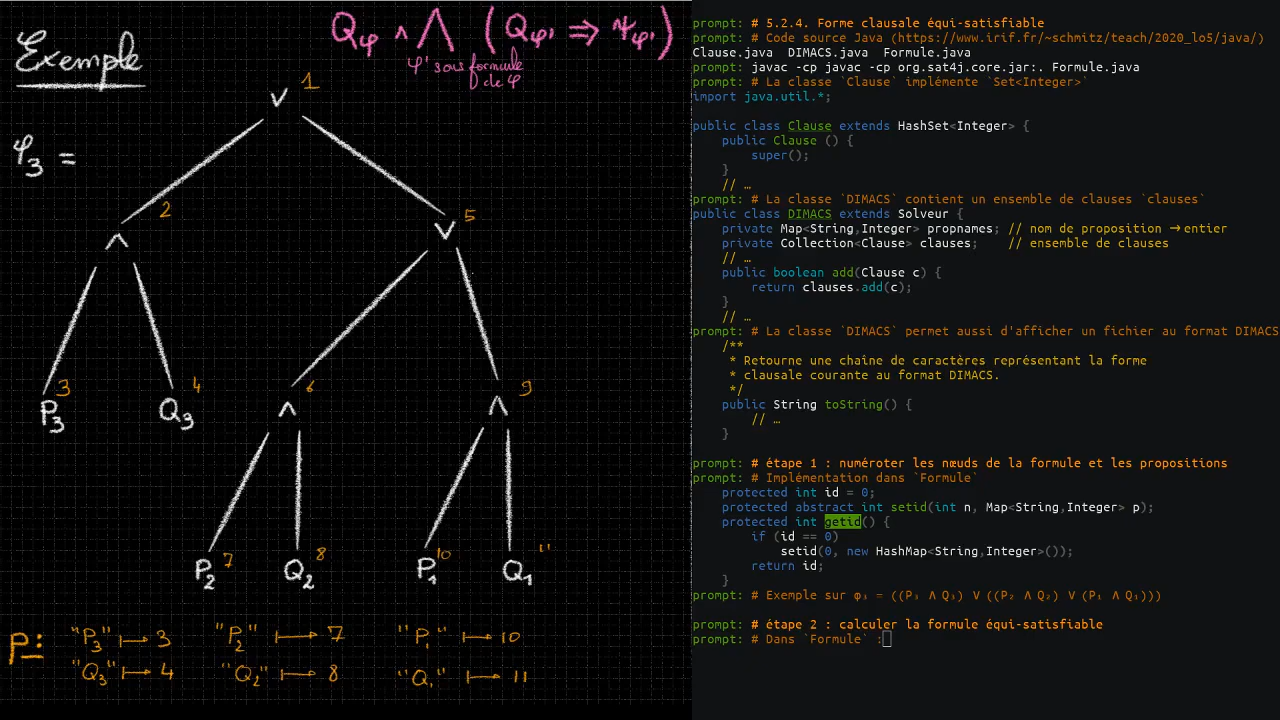 Exemple
Qφ ∧ ⋀ (Qφ' ⇒ ψφ')
φ' sous formule
de φ
φ3 =
∨ 1
∧ 2
∨ 5
P3 3
Q3 4
∧ 6
∧ 9
P2 7
Q2 8
P1 10
Q1 11
P:
"P3" ↦ 3
"P2" ↦ 7
"P1" ↦ 10
"Q3" ↦ 4
"Q2" ↦ 8
"Q1" ↦ 11
prompt: # 5.2.4. Forme clausale équi-satisfiable
prompt: # Code source Java (https://www.irif.fr/~schmitz/teach/2020_lo5/java/)
Clause.java  DIMACS.java  Formule.java
prompt: javac -cp javac -cp org.sat4j.core.jar:. Formule.java
prompt: # La classe `Clause` implémente `Set<Integer>`
import java.util.*;
public class Clause extends HashSet<Integer> {
    public Clause () {
        super();
    }
    // …
prompt: # La classe `DIMACS` contient un ensemble de clauses `clauses`
public class DIMACS extends Solveur {
    private Map<String,Integer> propnames; // nom de proposition → entier
    private Collection<Clause> clauses;    // ensemble de clauses
    // …
    public boolean add(Clause c) {
        return clauses.add(c);
    }
    // …
prompt: # La classe `DIMACS` permet aussi d'afficher un fichier au format DIMACS
    /**
     * Retourne une chaîne de caractères représentant la forme
     * clausale courante au format DIMACS.
     */
    public String toString() {
        // …
    }
prompt: # étape 1 : numéroter les nœuds de la formule et les propositions
prompt: # Implémentation dans `Formule`
    protected int id = 0;
    protected abstract int setid(int n, Map<String,Integer> p);
    protected int getid() {
        if (id == 0)
            setid(0, new HashMap<String,Integer>());
        return id;
    }
prompt: # Exemple sur φ₃ = ((P₃ ∧ Q₃) ∨ ((P₂ ∧ Q₂) ∨ (P₁ ∧ Q₁)))
prompt: # étape 2 : calculer la formule équi-satisfiable
prompt: # Dans `Formule` :